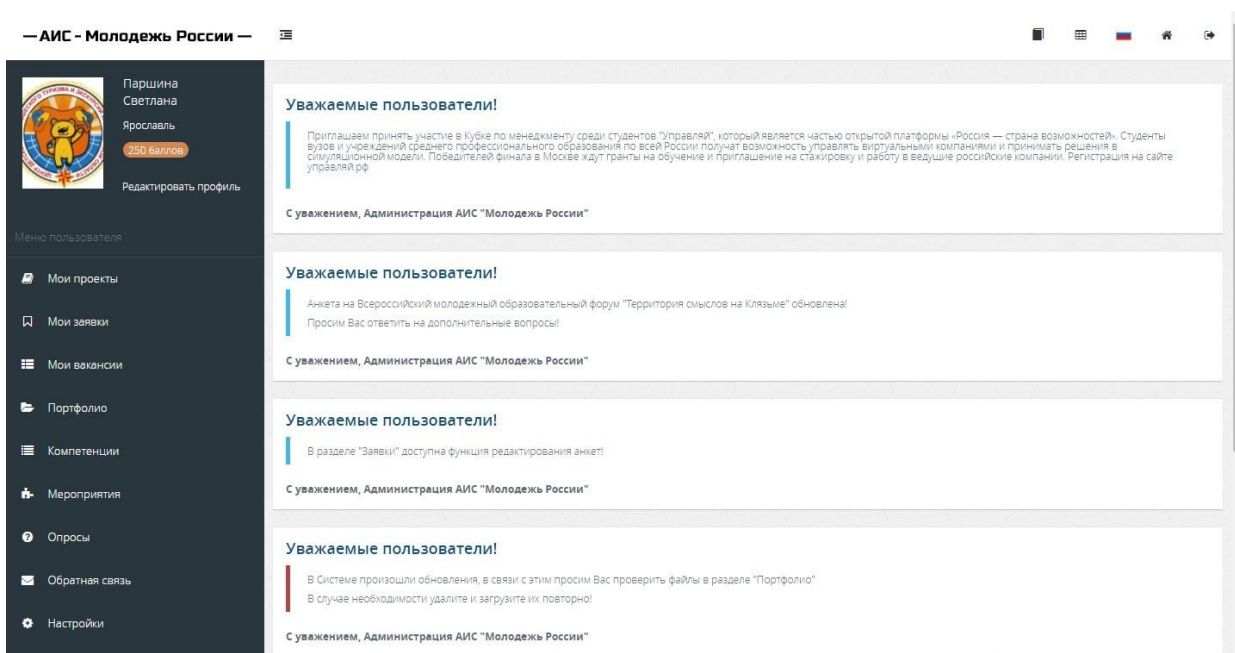 — АИС - Молодежь России —
Паршина
Светлана
Ярославль
250 баллов
Редактировать профиль
Меню пользователя
Мои проекты
Мои заявки
Мои вакансии
Портфолио
Компетенции
Мероприятия
Опросы
Обратная связь
Настройки
Уважаемые пользователи!
Приглашаем принять участие в Кубке по менеджменту среди студентов "Управляй", который является частью открытой платформы «Россия — страна возможностей». Студенты
вузов и учреждений среднего профессионального образования по всей России получат возможность управлять виртуальными компаниями и принимать решения в
симуляционной модели. Победителей финала в Москве ждут гранты на обучение и приглашение на стажировку и работу в ведущие российские компании. Регистрация на сайте
управляй.рф
С уважением, Администрация АИС "Молодежь России"
Уважаемые пользователи!
Анкета на Всероссийский молодежный образовательный форум "Территория смыслов на Клязьме" обновлена!
Просим Вас ответить на дополнительные вопросы!
С уважением, Администрация АИС "Молодежь России"
Уважаемые пользователи!
В разделе "Заявки" доступна функция редактирования анкет!
С уважением, Администрация АИС "Молодежь России"
Уважаемые пользователи!
В Системе произошли обновления, в связи с этим просим Вас проверить файлы в разделе "Портфолио"
В случае необходимости удалите и загрузите их повторно!
С уважением, Администрация АИС "Молодежь России"